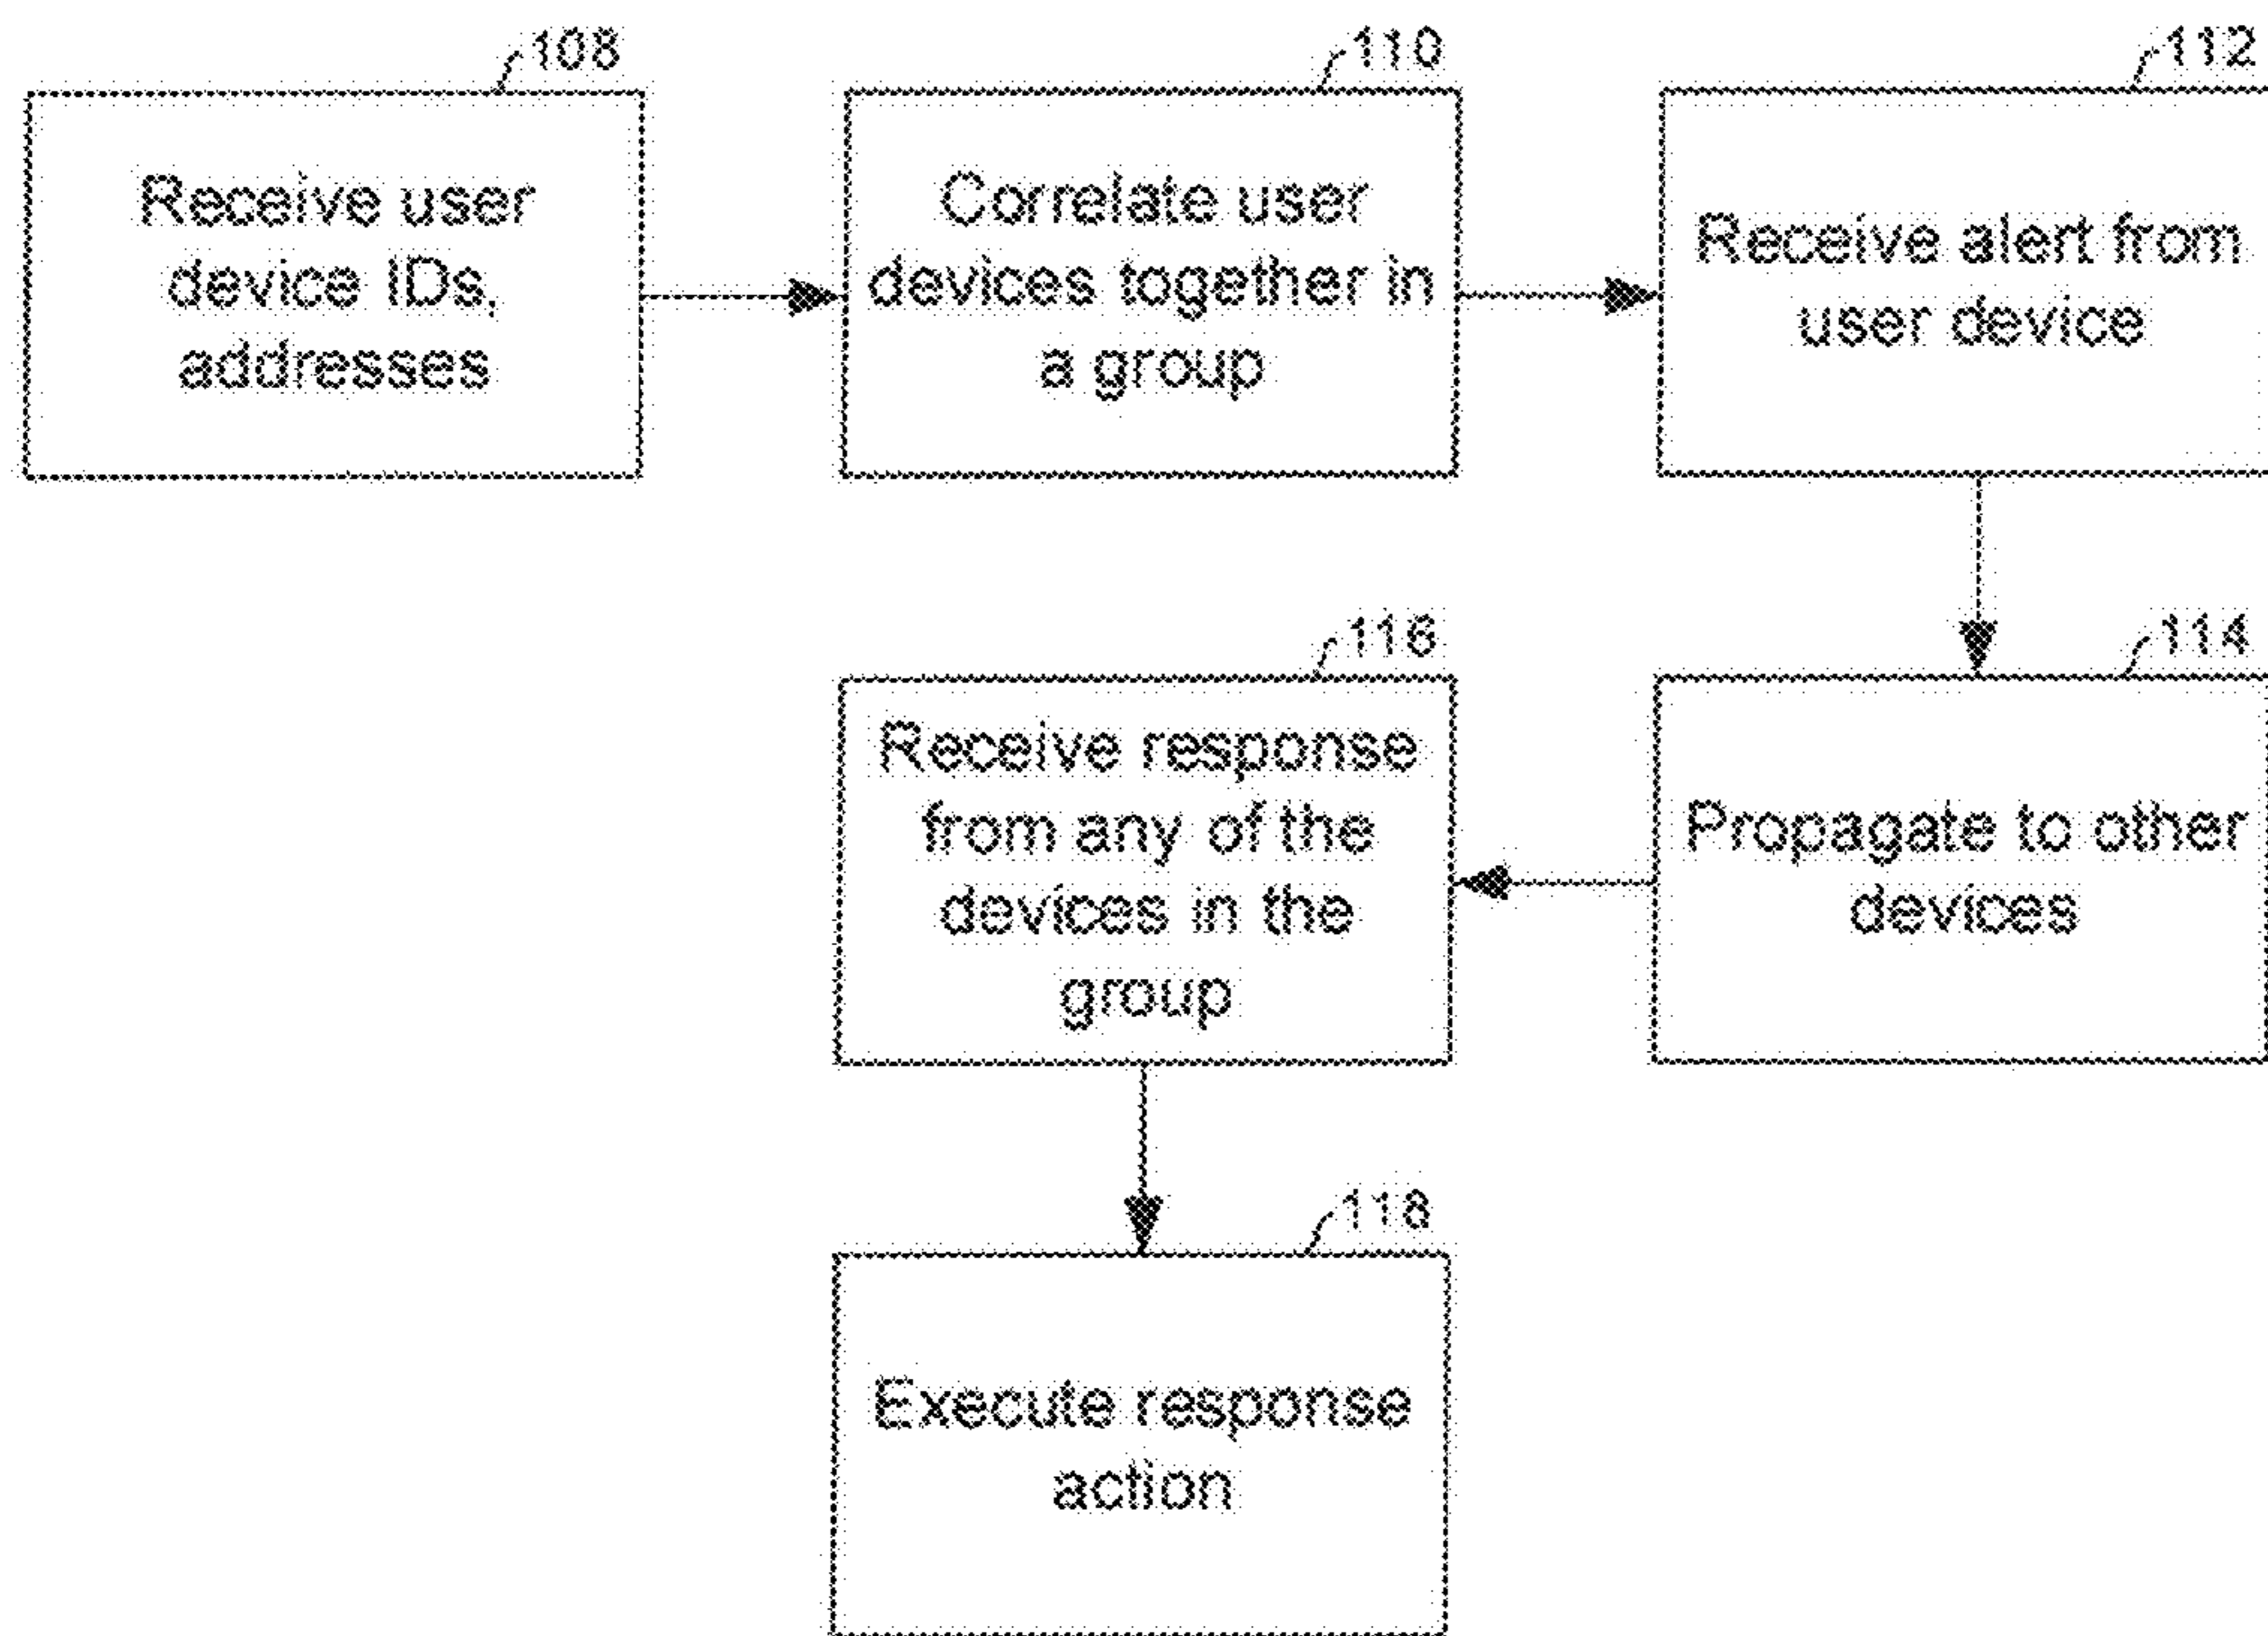 108
Receive user
device IDs,
addresses
110
Correlate user
devices together in
a group
112
Receive alert from
user device
114
Propagate to other
devices
116
Receive response
from any of the
devices in the
group
118
Execute response
action